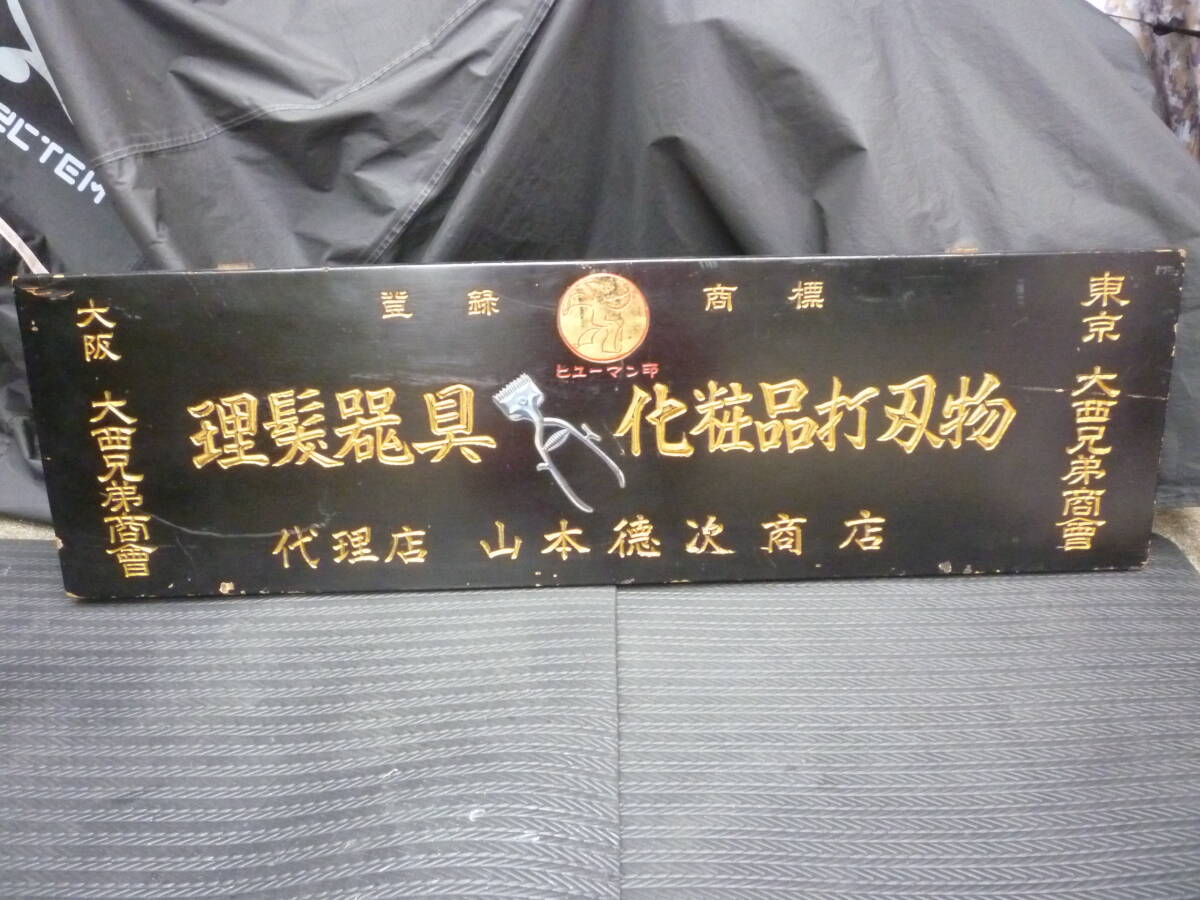 登録 商標
ヒューマン印
理髪器具 化粧品打刃物
代理店 山本徳次商店
大阪 大西兄弟商會
東京 大西兄弟商會